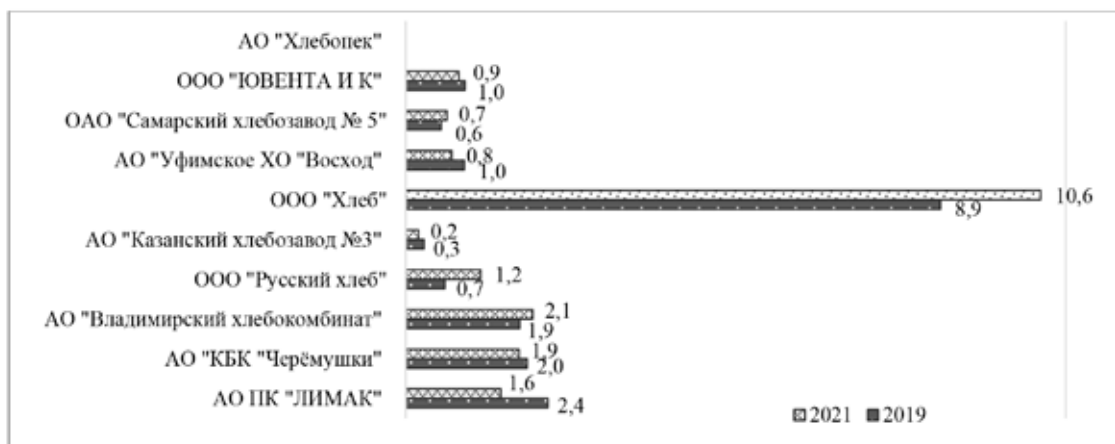 АО "Хлебопек"
ООО "ЮВЕНТА И К"
0,9
1,0
ОАО "Самарский хлебозавод № 5"
0,7
0,6
АО "Уфимское ХО "Восход"
0,8
1,0
ООО "Хлеб"
10,6
8,9
АО "Казанский хлебозавод №3"
0,2
0,3
ООО "Русский хлеб"
1,2
0,7
АО "Владимирский хлебокомбинат"
2,1
1,9
АО "КБК "Черёмушки"
1,9
2,0
АО ПК "ЛИМАК"
1,6
2,4
2021 2019